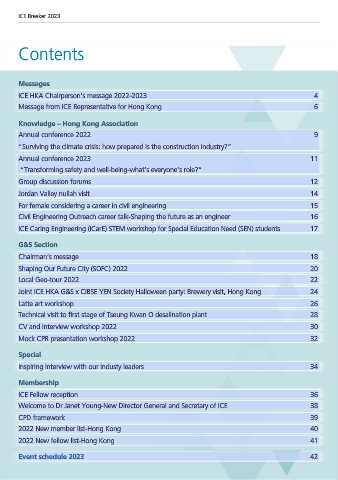 ICE Breaker 2023
Contents
Messages
ICE HKA Chairperson's message 2022-2023 4
Message from ICE Representative for Hong Kong 6
Knowledge – Hong Kong Association
Annual conference 2022 9
"Surviving the climate crisis: how prepared is the construction industry?"
Annual conference 2023 11
"Transforming safety and well-being-what's everyone's role?"
Group discussion forums 12
Jordan Valley nullah visit 14
For female considering a career in civil engineering 15
Civil Engineering Outreach career talk-Shaping the future as an engineer 16
ICE Caring Engineering (iCarE) STEM workshop for Special Education Need (SEN) students 17
G&S Section
Chairman's message 18
Shaping Our Future City (SOFC) 2022 20
Local Geo-tour 2022 22
Joint ICE HKA G&S x CIBSE YEN Society Halloween party: Brewery visit, Hong Kong 24
Latte art workshop 26
Technical visit to first stage of Tseung Kwan O desalination plant 28
CV and interview workshop 2022 30
Mock CPR presentation workshop 2022 32
Special
Inspiring interview with our industy leaders 34
Membership
ICE Fellow reception 36
Welcome to Dr Janet Young-New Director General and Secretary of ICE 38
CPD framework 39
2022 New member list-Hong Kong 40
2022 New fellow list-Hong Kong 41
Event schedule 2023 42